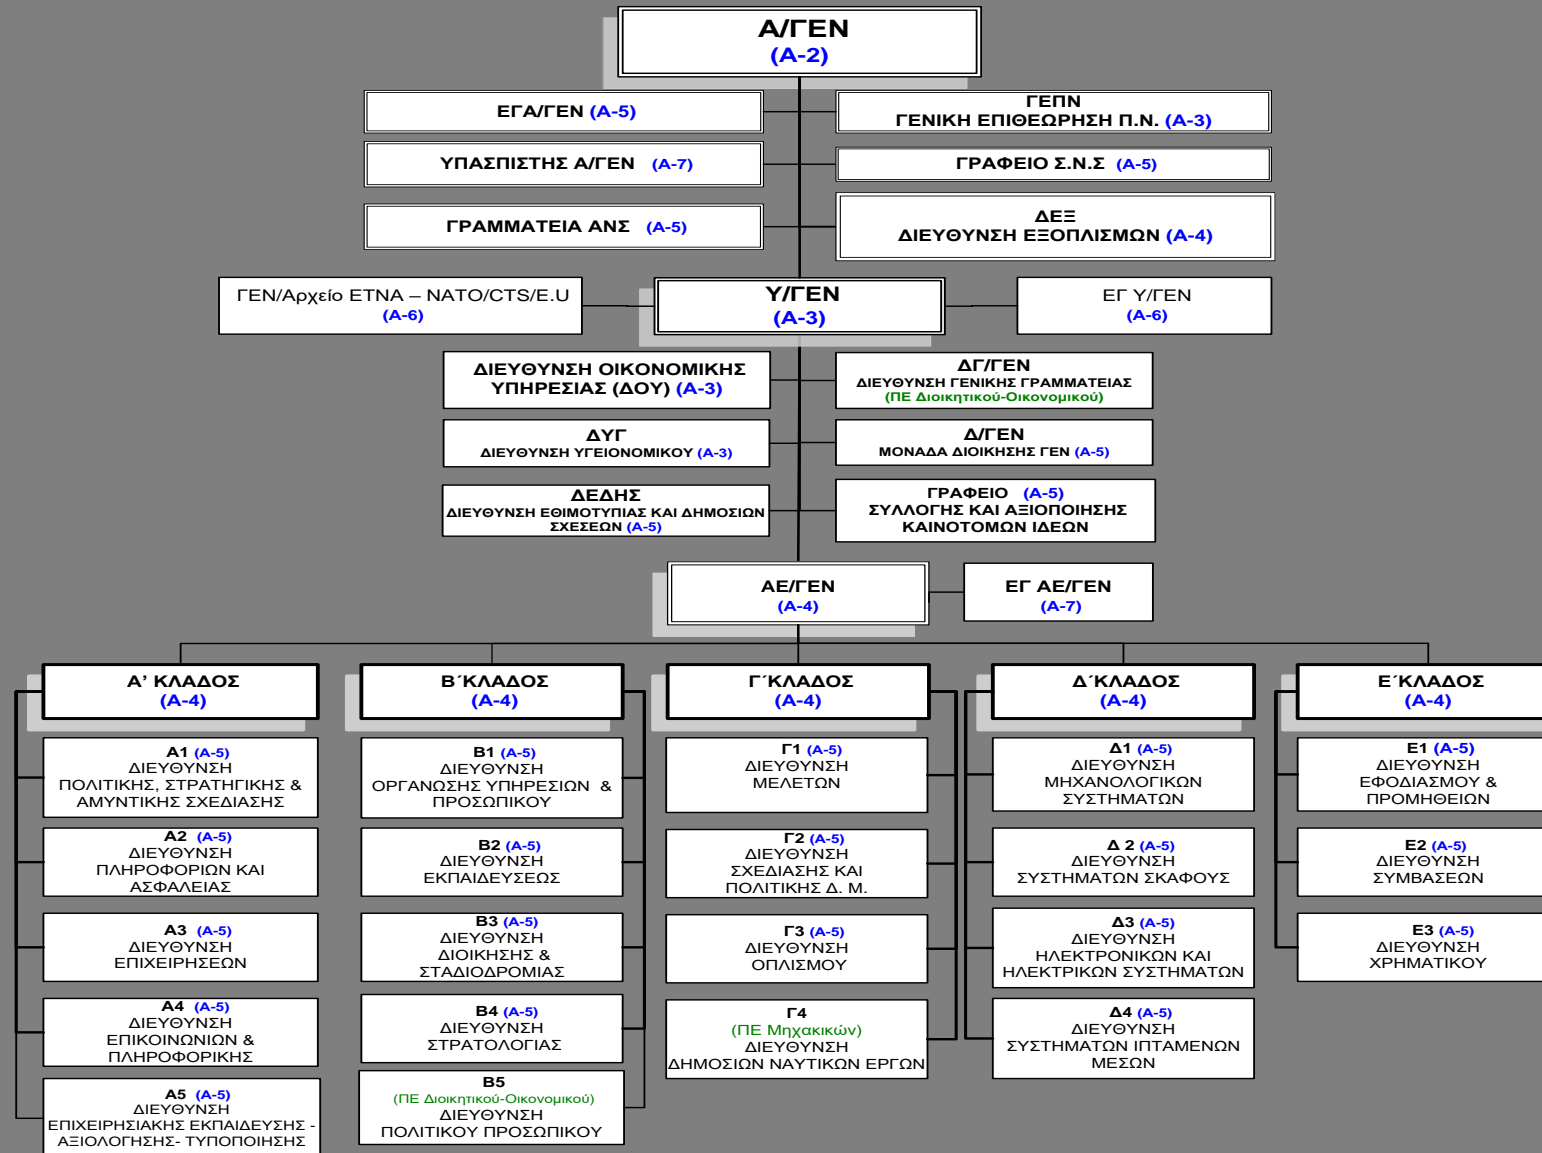 Α/ΓΕΝ
(Α-2)
ΕΓΑ/ΓΕΝ (Α-5)
ΓΕΠΝ
ΓΕΝΙΚΗ ΕΠΙΘΕΩΡΗΣΗ Π.Ν. (Α-3)
ΥΠΑΣΠΙΣΤΗΣ Α/ΓΕΝ (Α-7)
ΓΡΑΦΕΙΟ Σ.Ν.Σ (Α-5)
ΓΡΑΜΜΑΤΕΙΑ ΑΝΣ (Α-5)
ΔΕΞ
ΔΙΕΥΘΥΝΣΗ ΕΞΟΠΛΙΣΜΩΝ (Α-4)
ΓΕΝ/Αρχείο ΕΤΝΑ – NATO/CTS/E.U
(Α-6)
Υ/ΓΕΝ
(Α-3)
ΕΓ Υ/ΓΕΝ
(Α-6)
ΔΙΕΥΘΥΝΣΗ ΟΙΚΟΝΟΜΙΚΗΣ
ΥΠΗΡΕΣΙΑΣ (ΔΟΥ) (Α-3)
ΔΓ/ΓΕΝ
ΔΙΕΥΘΥΝΣΗ ΓΕΝΙΚΗΣ ΓΡΑΜΜΑΤΕΙΑΣ
(ΠΕ Διοικητικού-Οικονομικού)
ΔΥΓ
ΔΙΕΥΘΥΝΣΗ ΥΓΕΙΟΝΟΜΙΚΟΥ (Α-3)
Δ/ΓΕΝ
ΜΟΝΑΔΑ ΔΙΟΙΚΗΣΗΣ ΓΕΝ (Α-5)
ΔΕΔΗΣ
ΔΙΕΥΘΥΝΣΗ ΕΘΙΜΟΤΥΠΙΑΣ ΚΑΙ ΔΗΜΟΣΙΩΝ
ΣΧΕΣΕΩΝ (Α-5)
ΓΡΑΦΕΙΟ (Α-5)
ΣΥΛΛΟΓΗΣ ΚΑΙ ΑΞΙΟΠΟΙΗΣΗΣ
ΚΑΙΝΟΤΟΜΩΝ ΙΔΕΩΝ
ΑΕ/ΓΕΝ
(Α-4)
ΕΓ ΑΕ/ΓΕΝ
(Α-7)
Α' ΚΛΑΔΟΣ
(Α-4)
Α1 (Α-5)
ΔΙΕΥΘΥΝΣΗ
ΠΟΛΙΤΙΚΗΣ, ΣΤΡΑΤΗΓΙΚΗΣ &
ΑΜΥΝΤΙΚΗΣ ΣΧΕΔΙΑΣΗΣ
Α2 (Α-5)
ΔΙΕΥΘΥΝΣΗ
ΠΛΗΡΟΦΟΡΙΩΝ ΚΑΙ
ΑΣΦΑΛΕΙΑΣ
Α3 (Α-5)
ΔΙΕΥΘΥΝΣΗ
ΕΠΙΧΕΙΡΗΣΕΩΝ
Α4 (Α-5)
ΔΙΕΥΘΥΝΣΗ
ΕΠΙΚΟΙΝΩΝΙΩΝ &
ΠΛΗΡΟΦΟΡΙΚΗΣ
Α5 (Α-5)
ΔΙΕΥΘΥΝΣΗ
ΕΠΙΧΕΙΡΗΣΙΑΚΗΣ ΕΚΠΑΙΔΕΥΣΗΣ -
ΑΞΙΟΛΟΓΗΣΗΣ- ΤΥΠΟΠΟΙΗΣΗΣ
Β΄ΚΛΑΔΟΣ
(Α-4)
Β1 (Α-5)
ΔΙΕΥΘΥΝΣΗ
ΟΡΓΑΝΩΣΗΣ ΥΠΗΡΕΣΙΩΝ &
ΠΡΟΣΩΠΙΚΟΥ
Β2 (Α-5)
ΔΙΕΥΘΥΝΣΗ
ΕΚΠΑΙΔΕΥΣΕΩΣ
Β3 (Α-5)
ΔΙΕΥΘΥΝΣΗ
ΔΙΟΙΚΗΣΗΣ &
ΣΤΑΔΙΟΔΡΟΜΙΑΣ
Β4 (Α-5)
ΔΙΕΥΘΥΝΣΗ
ΣΤΡΑΤΟΛΟΓΙΑΣ
Β5
(ΠΕ Διοικητικού-Οικονομικού)
ΔΙΕΥΘΥΝΣΗ
ΠΟΛΙΤΙΚΟΥ ΠΡΟΣΩΠΙΚΟΥ
Γ΄ΚΛΑΔΟΣ
(Α-4)
Γ1 (Α-5)
ΔΙΕΥΘΥΝΣΗ
ΜΕΛΕΤΩΝ
Γ2 (Α-5)
ΔΙΕΥΘΥΝΣΗ
ΣΧΕΔΙΑΣΗΣ ΚΑΙ
ΠΟΛΙΤΙΚΗΣ Δ. Μ.
Γ3 (Α-5)
ΔΙΕΥΘΥΝΣΗ
ΟΠΛΙΣΜΟΥ
Γ4
(ΠΕ Μηχακικών)
ΔΙΕΥΘΥΝΣΗ
ΔΗΜΟΣΙΩΝ ΝΑΥΤΙΚΩΝ ΕΡΓΩΝ
Δ΄ΚΛΑΔΟΣ
(Α-4)
Δ1 (Α-5)
ΔΙΕΥΘΥΝΣΗ
ΜΗΧΑΝΟΛΟΓΙΚΩΝ
ΣΥΣΤΗΜΑΤΩΝ
Δ 2 (Α-5)
ΔΙΕΥΘΥΝΣΗ
ΣΥΣΤΗΜΑΤΩΝ ΣΚΑΦΟΥΣ
Δ3 (Α-5)
ΔΙΕΥΘΥΝΣΗ
ΗΛΕΚΤΡΟΝΙΚΩΝ ΚΑΙ
ΗΛΕΚΤΡΙΚΩΝ ΣΥΣΤΗΜΑΤΩΝ
Δ4 (Α-5)
ΔΙΕΥΘΥΝΣΗ
ΣΥΣΤΗΜΑΤΩΝ ΙΠΤΑΜΕΝΩΝ
ΜΕΣΩΝ
Ε΄ΚΛΑΔΟΣ
(Α-4)
Ε1 (Α-5)
ΔΙΕΥΘΥΝΣΗ
ΕΦΟΔΙΑΣΜΟΥ &
ΠΡΟΜΗΘΕΙΩΝ
Ε2 (Α-5)
ΔΙΕΥΘΥΝΣΗ
ΣΥΜΒΑΣΕΩΝ
Ε3 (Α-5)
ΔΙΕΥΘΥΝΣΗ
ΧΡΗΜΑΤΙΚΟΥ